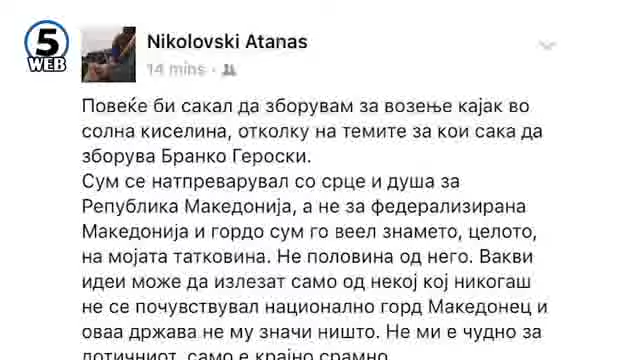 5
WEB
Nikolovski Atanas
14 mins ·
Повеќе би сакал да зборувам за возење кајак во
солна киселина, отколку на темите за кои сака да
зборува Бранко Героски.
Сум се натпреварувал со срце и душа за
Република Македонија, а не за федерализирана
Македонија и гордо сум го веел знамето, целото,
на мојата татковина. Не половина од него. Вакви
идеи може да излезат само од некој кој никогаш
не се почувствувал национално горд Македонец и
оваа држава не му значи ништо. Не ми е чудно за
дотичниот, само е крајно срамно.